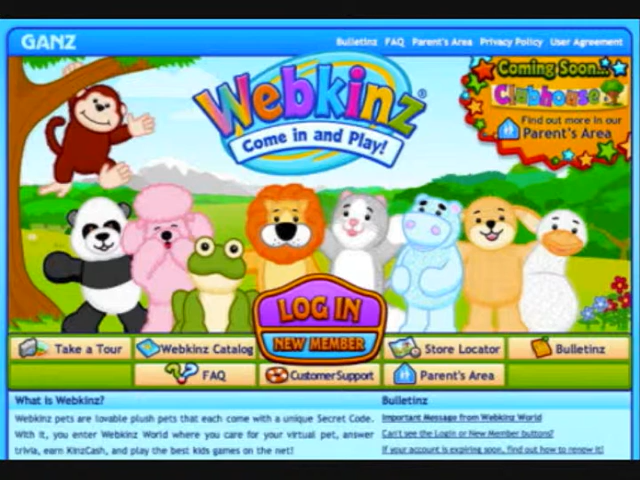 GANZ
Bulletinz FAQ Parent's Area Privacy Policy User Agreement
Webkinz®
Come in and Play!
Coming Soon...
Clubhouse
Find out more in our
Parent's Area
LOG IN
NEW MEMBER
Take a Tour
Webkinz Catalog
Store Locator
Bulletinz
FAQ
Customer Support
Parent's Area
What is Webkinz?
Webkinz pets are lovable plush pets that each come with a unique Secret Code.
With it, you enter Webkinz World where you care for your virtual pet, answer
trivia, earn KinzCash, and play the best kids games on the net!
Bulletinz
Important Message from Webkinz World
Can't see the Login or New Member buttons?
If your account is expiring soon, find out how to renew it!